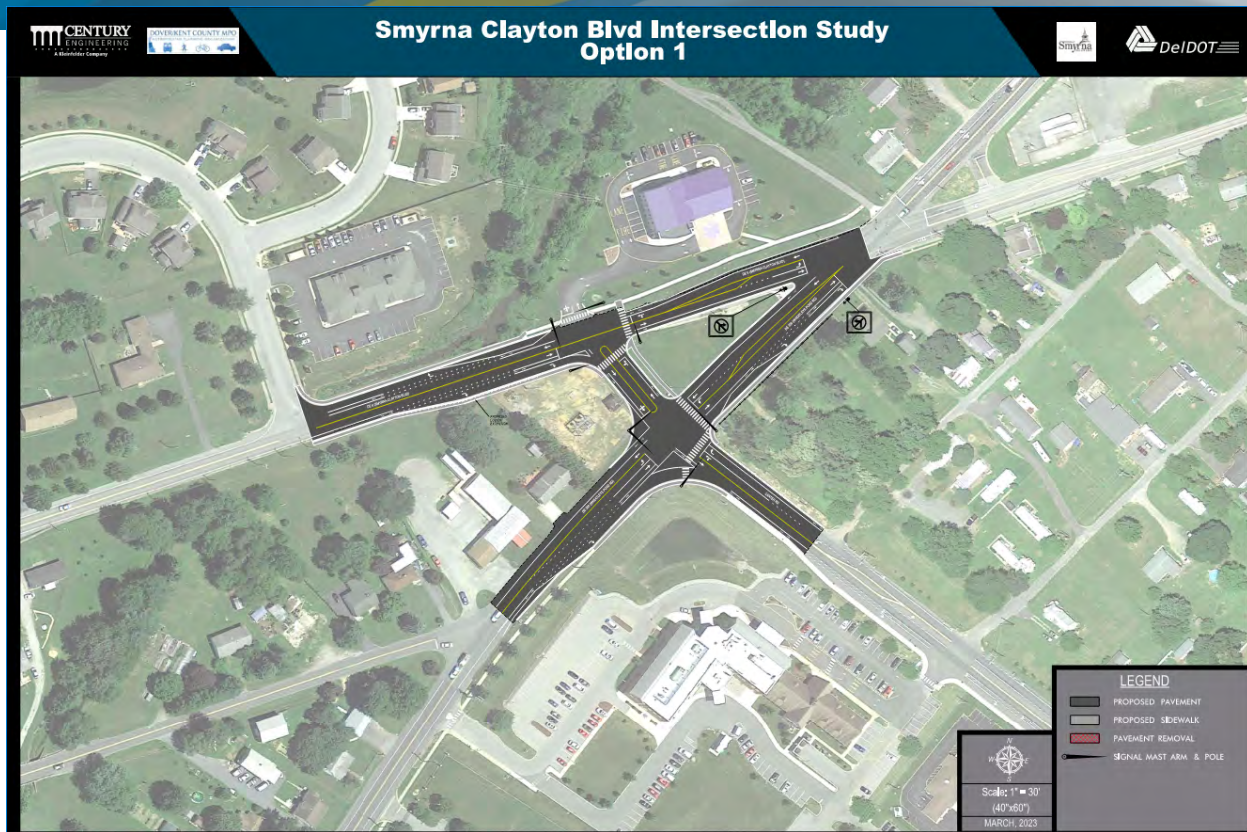 CENTURY
ENGINEERING
A Kleinfelder Company
DOVER/KENT COUNTY MPO
Smyrna Clayton Blvd Intersection Study
Option 1
Smyrna
DelDOT
LEGEND
PROPOSED PAVEMENT
PROPOSED SIDEWALK
PAVEMENT REMOVAL
SIGNAL MAST ARM & POLE
N
W E
S
Scale: 1" = 30'
(40"x60")
MARCH, 2023